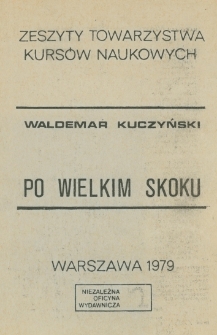 ZESZYTY TOWARZYSTWA
KURSÓW NAUKOWYCH
WALDEMAR KUCZYŃSKI
PO WIELKIM SKOKU
WARSZAWA 1979
NIEZALEŻNA
OFICYNA
WYDAWNICZA